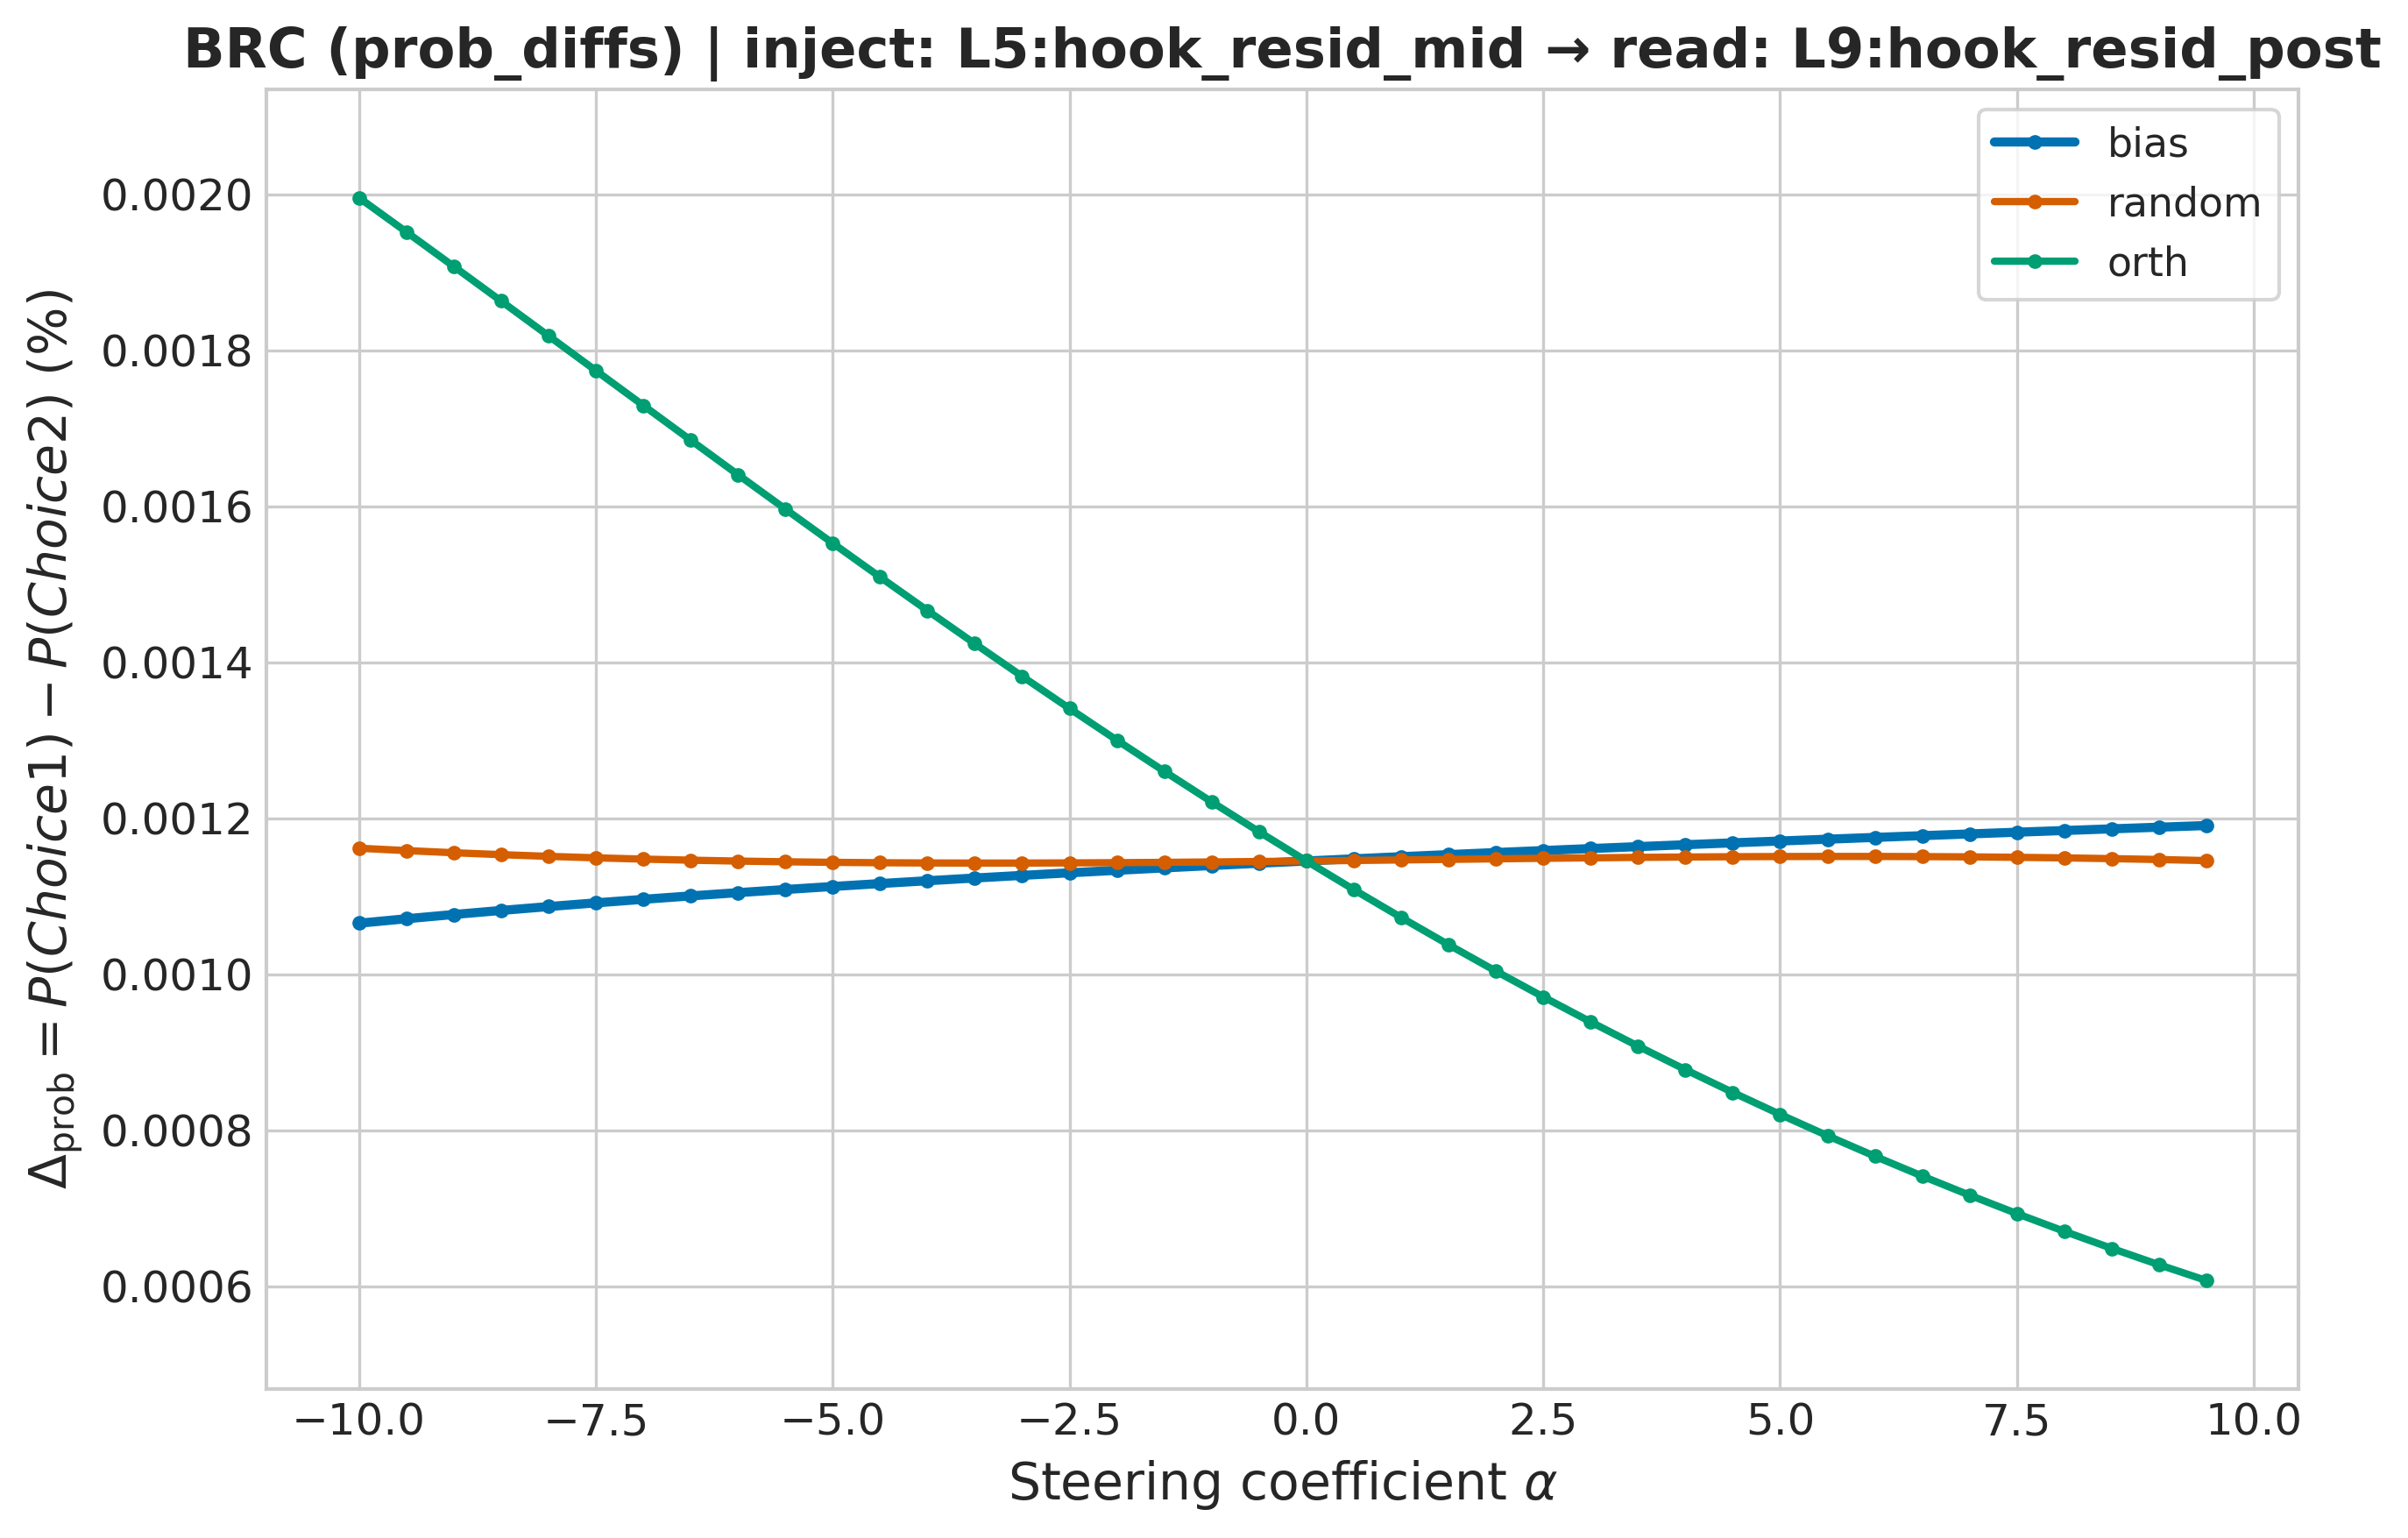 BRC (prob_diffs) | inject: L5:hook_resid_mid → read: L9:hook_resid_post
Δprob = P(Choice1) − P(Choice2) (%)
0.0020
0.0018
0.0016
0.0014
0.0012
0.0010
0.0008
0.0006
bias
random
orth
−10.0 −7.5 −5.0 −2.5 0.0 2.5 5.0 7.5 10.0
Steering coefficient α